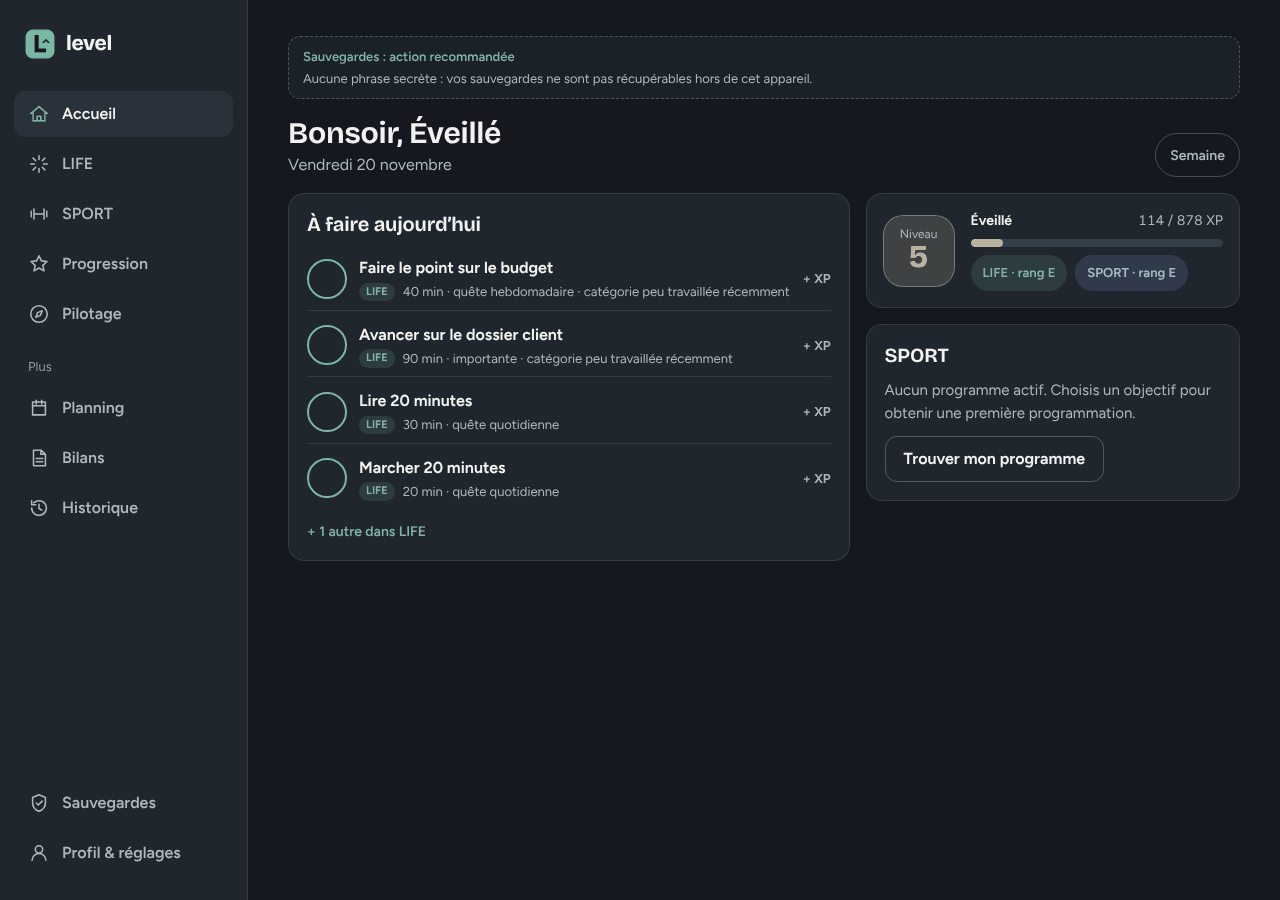 level
Accueil
LIFE
SPORT
Progression
Pilotage
Plus
Planning
Bilans
Historique
Sauvegardes
Profil & réglages
Sauvegardes : action recommandée
Aucune phrase secrète : vos sauvegardes ne sont pas récupérables hors de cet appareil.
Bonsoir, Éveillé
Vendredi 20 novembre
Semaine
À faire aujourd'hui
Faire le point sur le budget
LIFE 40 min · quête hebdomadaire · catégorie peu travaillée récemment
+ XP
Avancer sur le dossier client
LIFE 90 min · importante · catégorie peu travaillée récemment
+ XP
Lire 20 minutes
LIFE 30 min · quête quotidienne
+ XP
Marcher 20 minutes
LIFE 20 min · quête quotidienne
+ XP
+ 1 autre dans LIFE
Niveau
5
Éveillé 114 / 878 XP
LIFE · rang E SPORT · rang E
SPORT
Aucun programme actif. Choisis un objectif pour
obtenir une première programmation.
Trouver mon programme